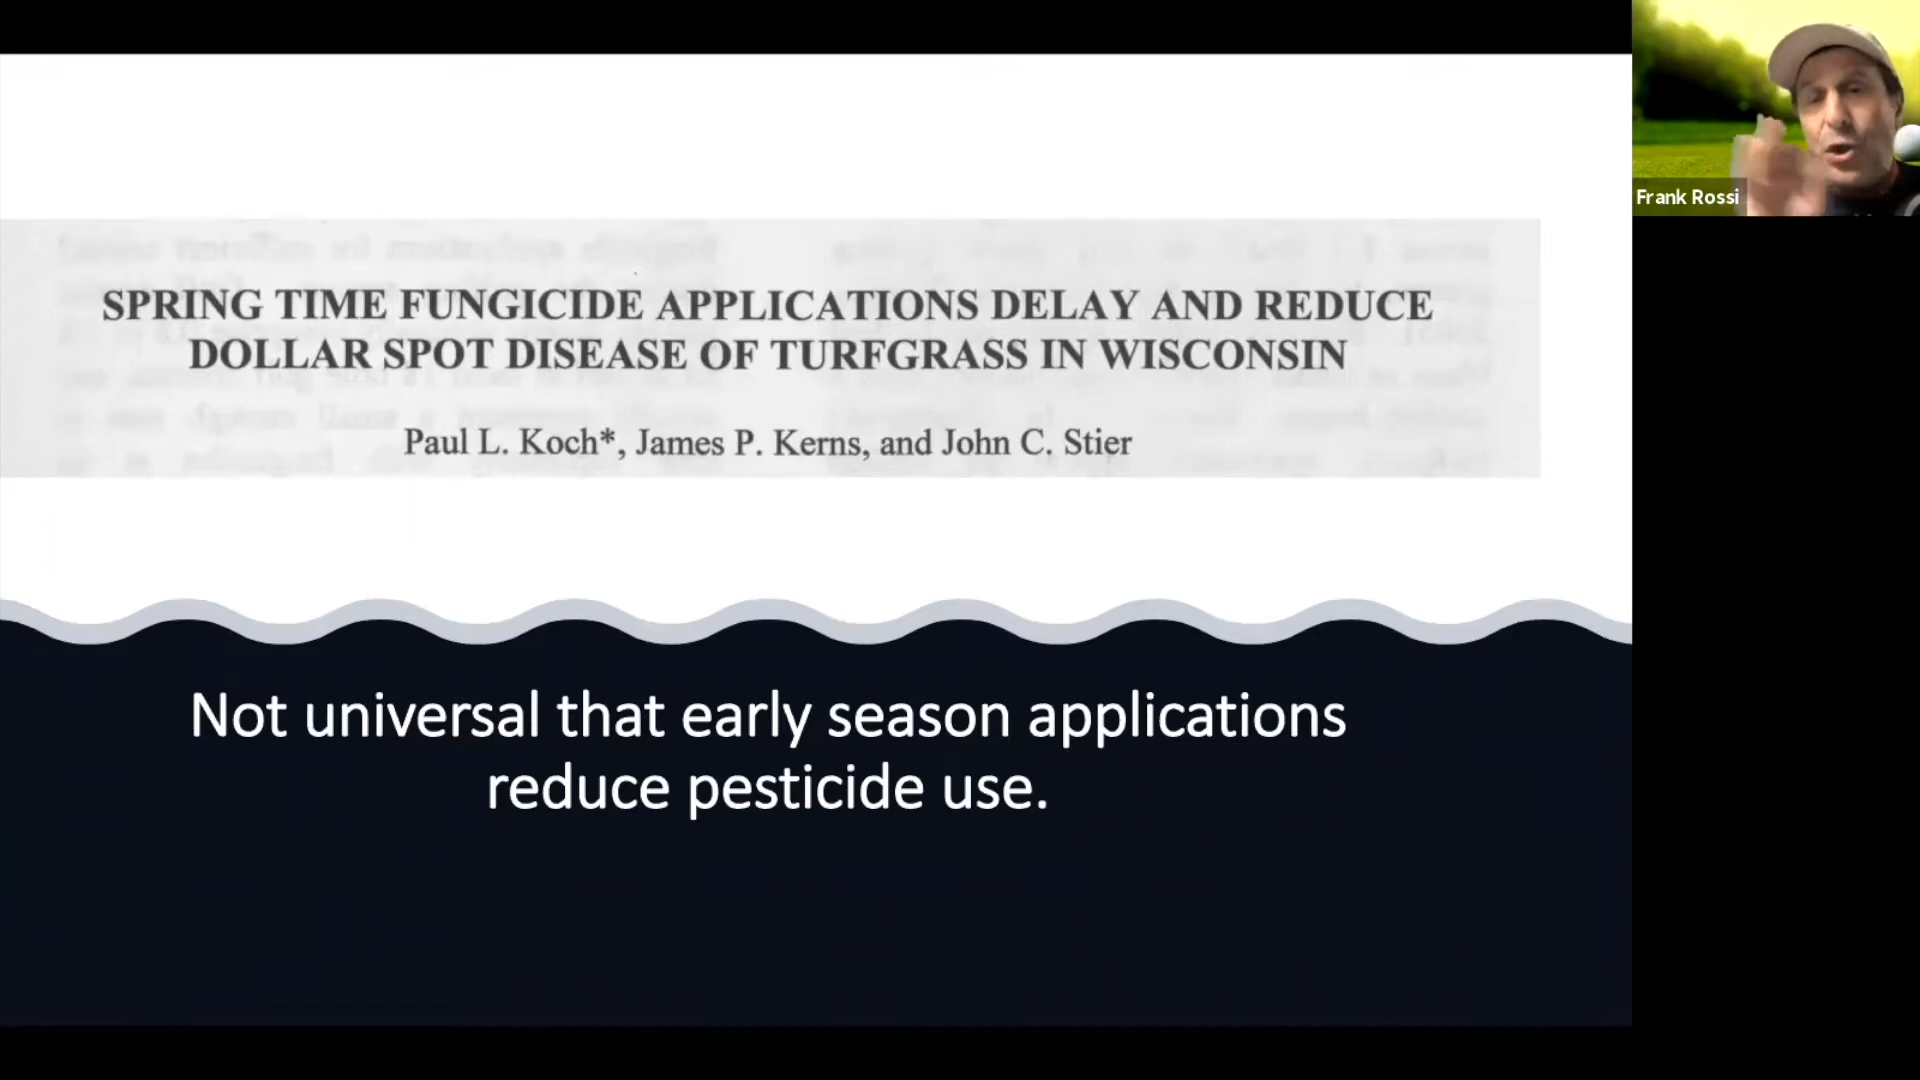 SPRING TIME FUNGICIDE APPLICATIONS DELAY AND REDUCE
DOLLAR SPOT DISEASE OF TURFGRASS IN WISCONSIN
Paul L. Koch*, James P. Kerns, and John C. Stier
Not universal that early season applications
reduce pesticide use.
Frank Rossi